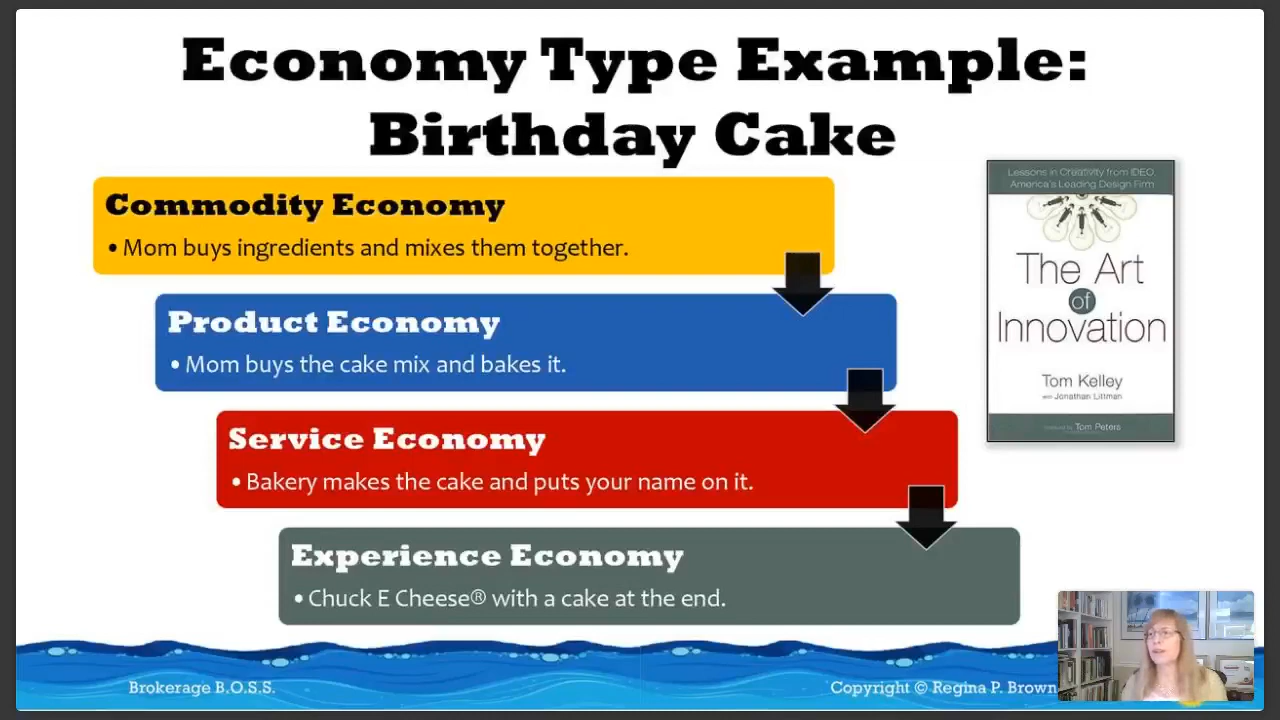 Economy Type Example:
Birthday Cake
Commodity Economy
• Mom buys ingredients and mixes them together.
Product Economy
• Mom buys the cake mix and bakes it.
Service Economy
• Bakery makes the cake and puts your name on it.
Experience Economy
• Chuck E Cheese® with a cake at the end.
Lessons in Creativity from IDEO,
America's Leading Design Firm
The Art
of
Innovation
Tom Kelley
with Jonathan Littman
Tom Peters
Brokerage B.O.S.S.
Copyright © Regina P. Brown